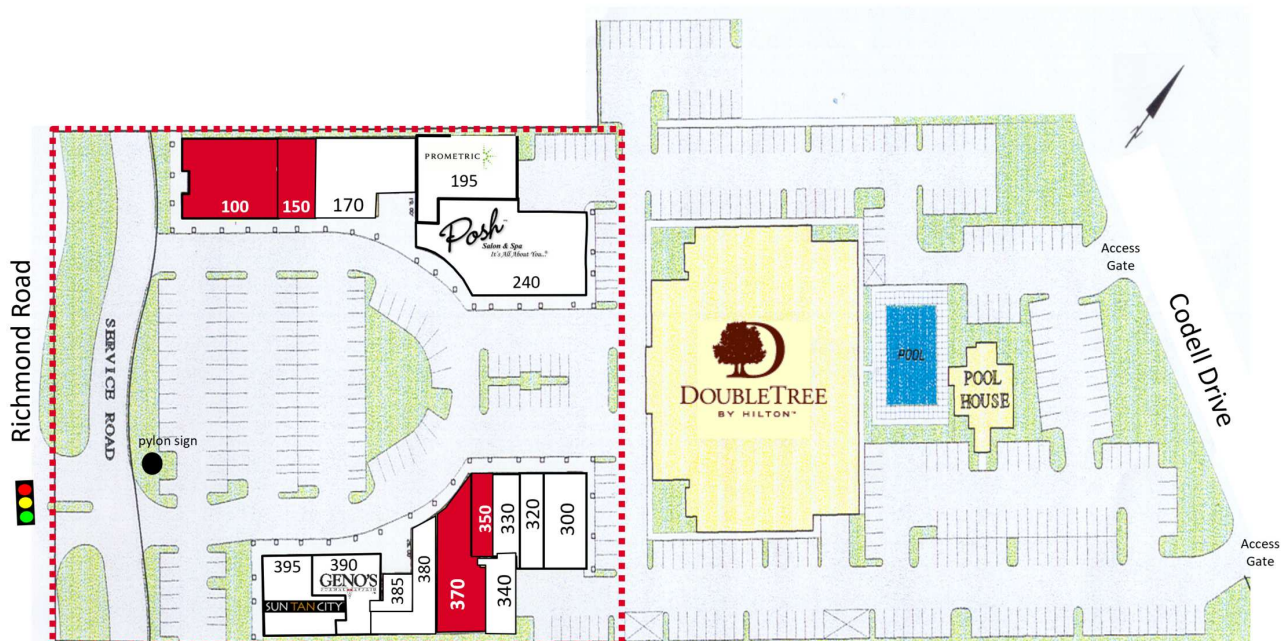 PROMETRIC
195
100
150
170
Posh™
Salon & Spa
It's All About You..!
240
Access
Gate
Richmond Road
SERVICE ROAD
Codell Drive
D
DOUBLETREE
BY HILTON™
POOL
POOL
HOUSE
pylon sign
350
330
320
300
370
380
340
395
390
GENO'S
385
SUN TAN CITY
Access
Gate